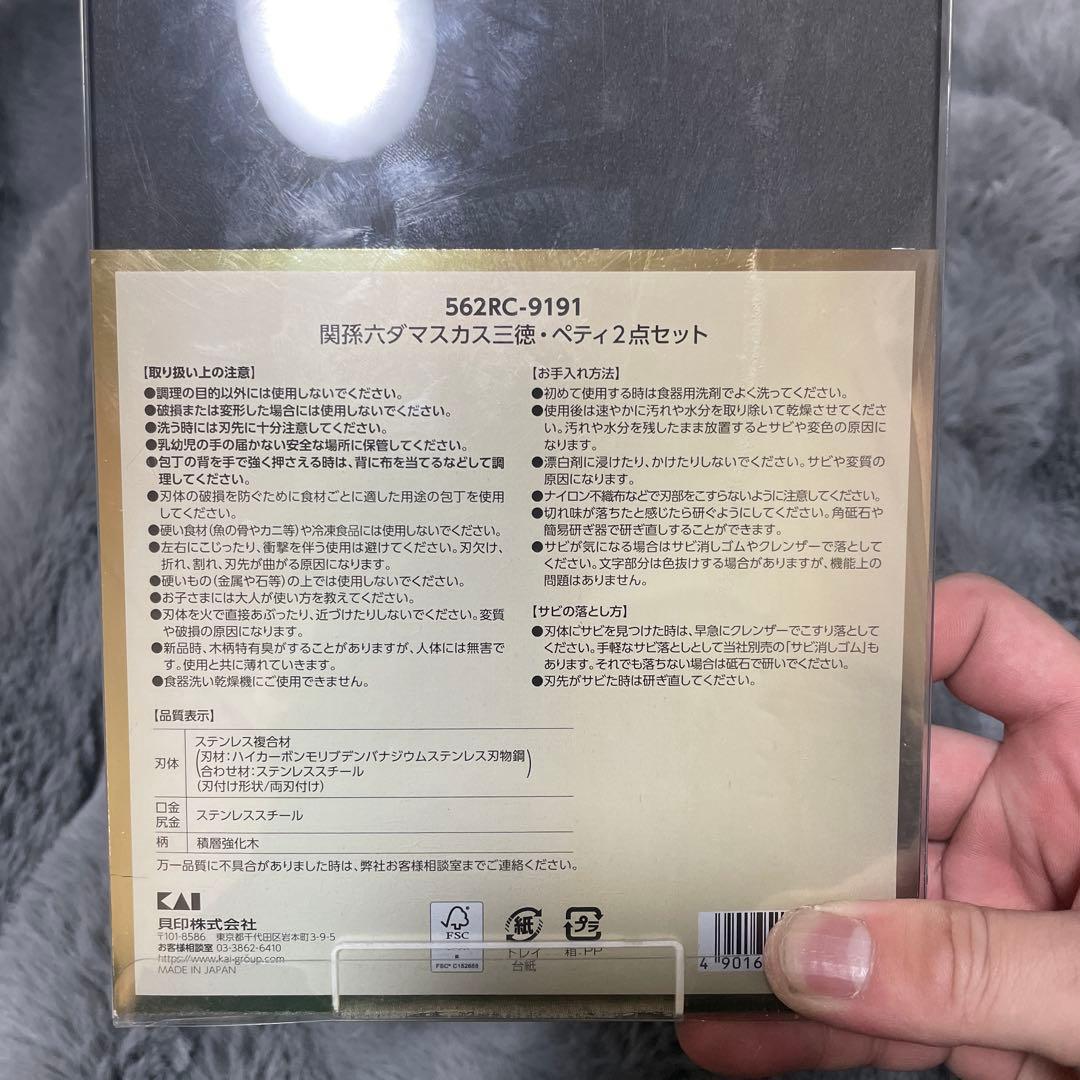 562RC-9191
関孫六ダマスカス三徳・ペティ2点セット
【取り扱い上の注意】
●調理の目的以外には使用しないでください。
●破損または変形した場合には使用しないでください。
●洗う時には刃先に十分注意してください。
●乳幼児の手の届かない安全な場所に保管してください。
●包丁の背を手で強く押さえる時は、背に布を当てるなどして調
理してください。
●刃体の破損を防ぐために食材ごとに適した用途の包丁を使用
してください。
●硬い食材(魚の骨やカニ等)や冷凍食品には使用しないでください。
●左右にこじったり、衝撃を伴う使用は避けてください。刃欠け、
折れ、割れ、刃先が曲がる原因になります。
●硬いもの(金属や石等)の上では使用しないでください。
●お子さまには大人が使い方を教えてください。
●刃体を火で直接あぶったり、近づけたりしないでください。変質
や破損の原因になります。
●新品時、木柄特有臭がすることがありますが、人体には無害で
す。使用と共に薄れていきます。
●食器洗い乾燥機にご使用できません。
【お手入れ方法】
●初めて使用する時は食器用洗剤でよく洗ってください。
●使用後は速やかに汚れや水分を取り除いて乾燥させてくださ
い。汚れや水分を残したまま放置するとサビや変色の原因に
なります。
●漂白剤に浸けたり、かけたりしないでください。サビや変質の
原因になります。
●ナイロン不織布などで刃部をこすらないように注意してください。
●切れ味が落ちたと感じたら研ぐようにしてください。角砥石や
簡易研ぎ器で研ぎ直しすることができます。
●サビが気になる場合はサビ消しゴムやクレンザーで落として
ください。文字部分は色抜けする場合がありますが、機能上の
問題はありません。
【サビの落とし方】
●刃体にサビを見つけた時は、早急にクレンザーでこすり落として
ください。手軽なサビ落としとして当社別売の「サビ消しゴム」も
あります。それでも落ちない場合は砥石で研いでください。
●刃先がサビた時は研ぎ直してください。
【品質表示】
刃体
ステンレス複合材
(刃材:ハイカーボンモリブデンバナジウムステンレス刃物鋼
合わせ材:ステンレススチール)
(刃付け形状/両刃付け)
口金
尻金
ステンレススチール
柄
積層強化木
万一品質に不具合がありました時は、弊社お客様相談室までご連絡ください。
KAI
貝印株式会社
〒101-8586 東京都千代田区岩本町3-9-5
お客様相談室 03-3862-6410
https://www.kai-group.com
MADE IN JAPAN
FSC
FSC® C152655
紙
トレイ
台紙
プラ
箱:PP
4 9016